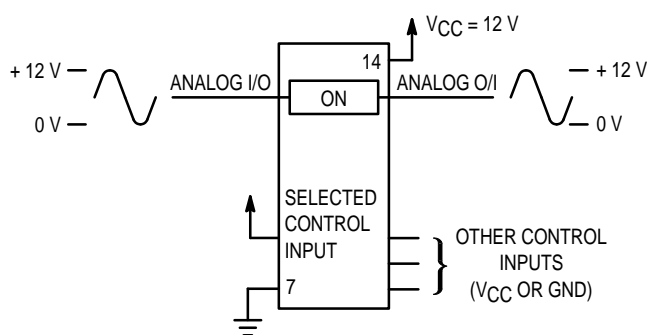 VCC = 12 V
14
+ 12 V
ANALOG I/O
ON
ANALOG O/I
+ 12 V
0 V
0 V
SELECTED
CONTROL
INPUT
OTHER CONTROL
INPUTS
(VCC OR GND)
7